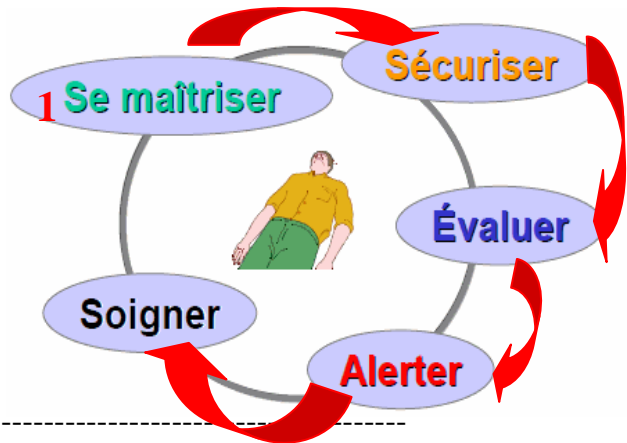 1 Se maîtriser
Sécuriser
Évaluer
Alerter
Soigner